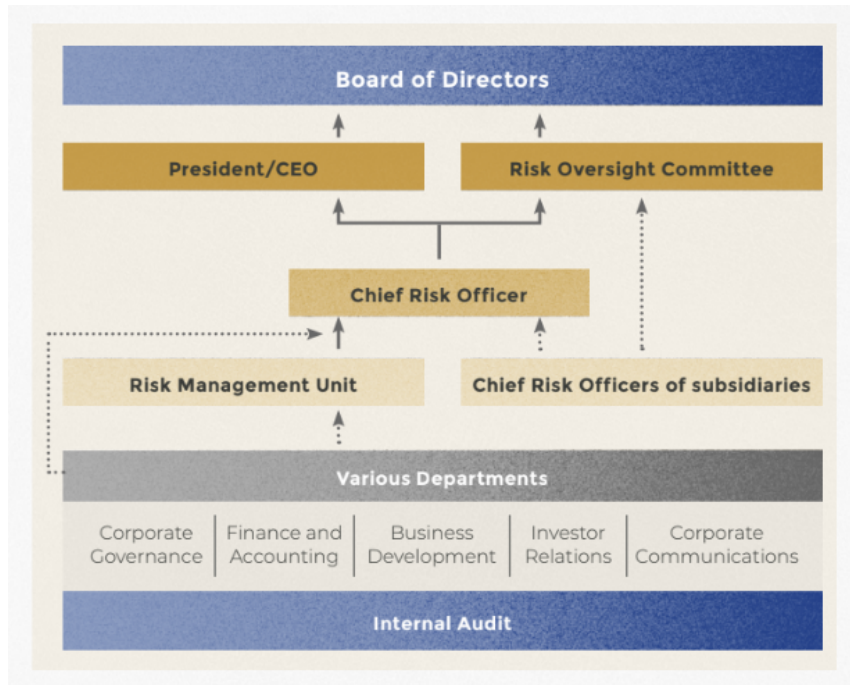 Board of Directors
President/CEO
Risk Oversight Committee
Chief Risk Officer
Risk Management Unit
Chief Risk Officers of subsidiaries
Various Departments
Corporate
Governance
Finance and
Accounting
Business
Development
Investor
Relations
Corporate
Communications
Internal Audit